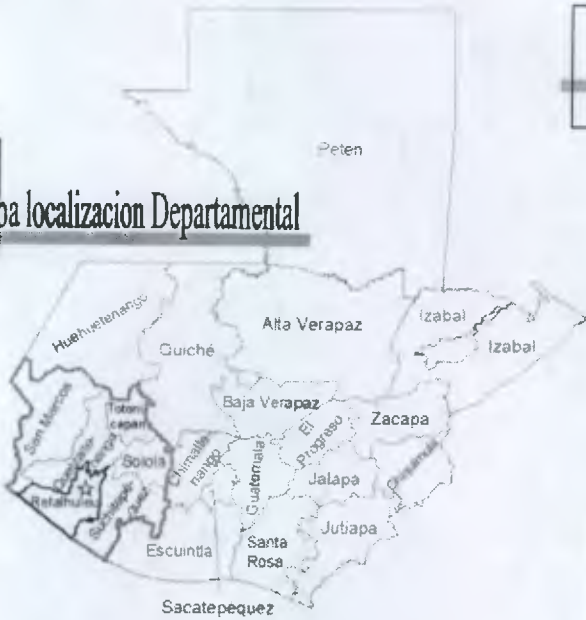 Peten
pa localizacion Departamental
Huehuetenango
Quiché
Alta Verapaz
Izabal
Izabal
San Marcos
Totoni
capan
Baja Verapaz
El
Progreso
Zacapa
Solola
Chimalte
nango
Guatemala
Jalapa
Chiquimula
Retalhuleu
Escuintla
Santa
Rosa
Jutiapa
Sacatepequez